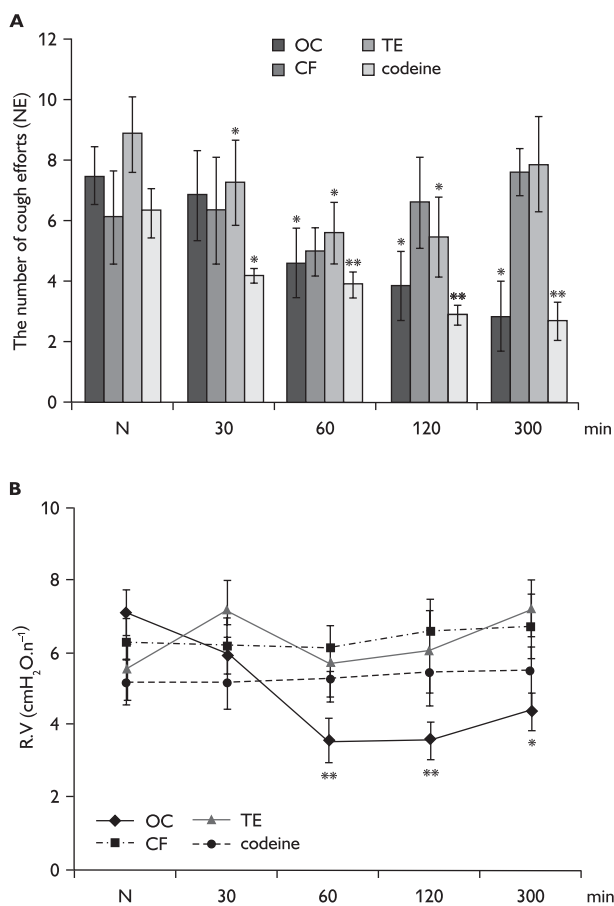 A
12
10
8
6
4
2
0
The number of cough efforts (NE)
OC TE
CF codeine
*
*
*
*
**
*
*
**
*
**
N 30 60 120 300 min
B
10
8
6
4
2
0
R.V (cmH₂O.n⁻¹)
** ** *
OC TE
CF codeine
N 30 60 120 300 min